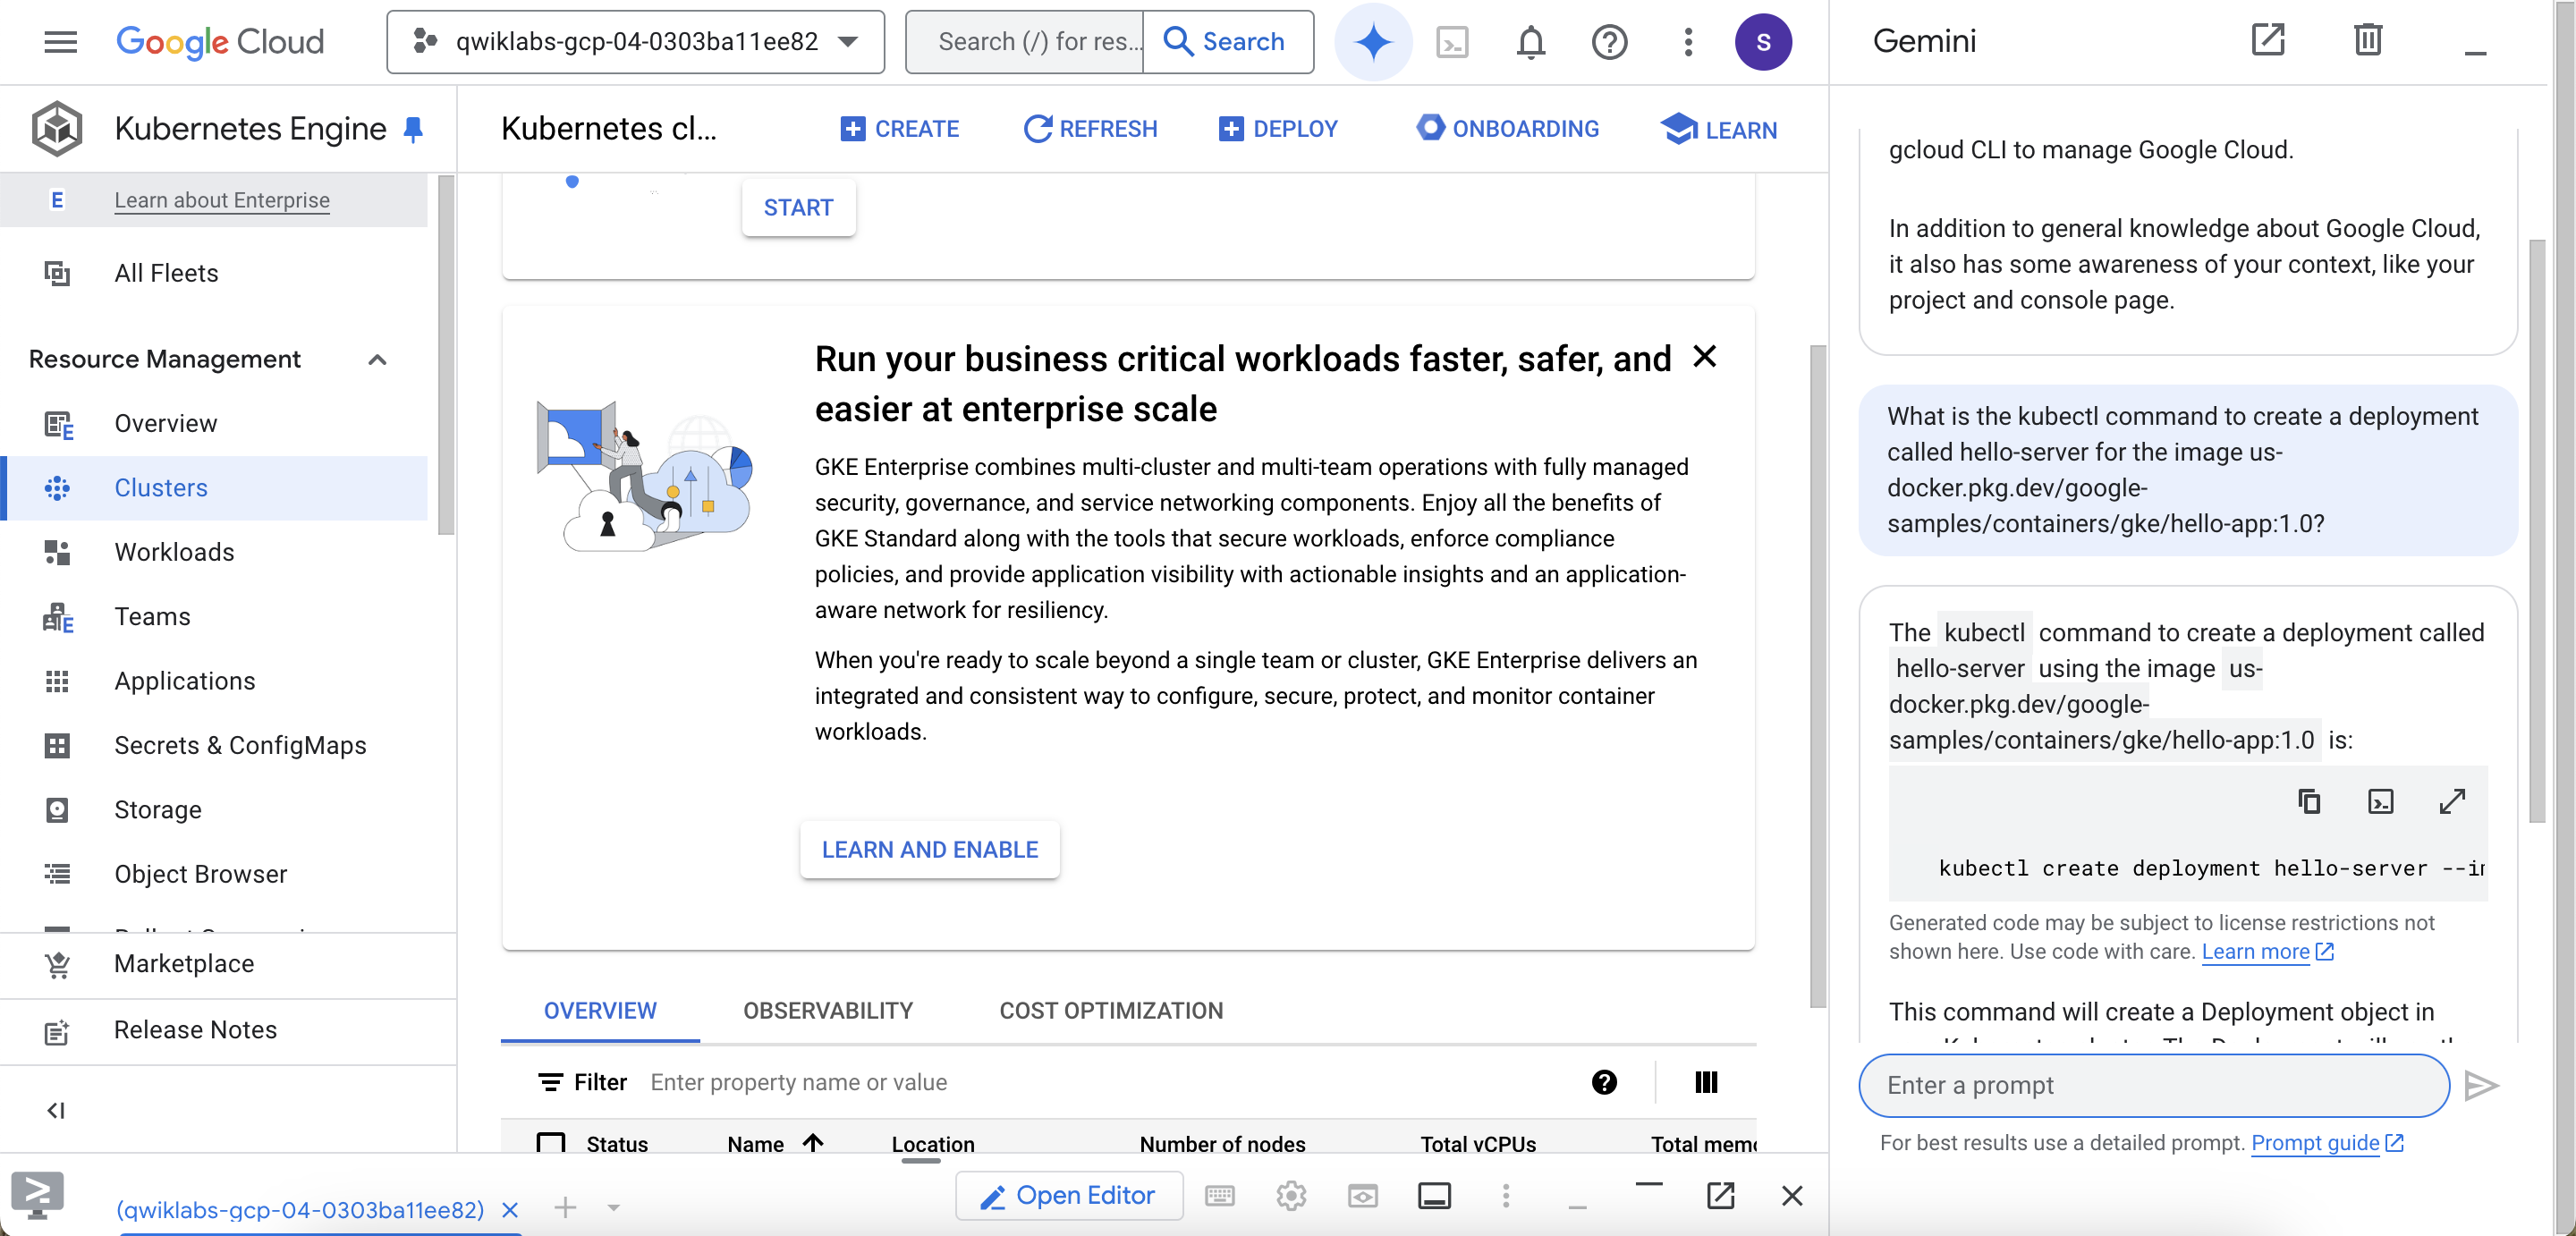 Google Cloud
qwiklabs-gcp-04-0303ba11ee82
Search (/) for res...
Search
S
Gemini
Kubernetes Engine
Kubernetes cl...
CREATE
REFRESH
DEPLOY
ONBOARDING
LEARN
E
Learn about Enterprise
All Fleets
Resource Management
Overview
Clusters
Workloads
Teams
Applications
Secrets & ConfigMaps
Storage
Object Browser
Marketplace
Release Notes
START
Run your business critical workloads faster, safer, and
easier at enterprise scale
GKE Enterprise combines multi-cluster and multi-team operations with fully managed
security, governance, and service networking components. Enjoy all the benefits of
GKE Standard along with the tools that secure workloads, enforce compliance
policies, and provide application visibility with actionable insights and an application-
aware network for resiliency.
When you're ready to scale beyond a single team or cluster, GKE Enterprise delivers an
integrated and consistent way to configure, secure, protect, and monitor container
workloads.
LEARN AND ENABLE
OVERVIEW
OBSERVABILITY
COST OPTIMIZATION
Filter Enter property name or value
Status Name Location Number of nodes Total vCPUs Total memo
(qwiklabs-gcp-04-0303ba11ee82)
Open Editor
gcloud CLI to manage Google Cloud.
In addition to general knowledge about Google Cloud,
it also has some awareness of your context, like your
project and console page.
What is the kubectl command to create a deployment
called hello-server for the image us-
docker.pkg.dev/google-
samples/containers/gke/hello-app:1.0?
The kubectl command to create a deployment called
hello-server using the image us-
docker.pkg.dev/google-
samples/containers/gke/hello-app:1.0 is:
kubectl create deployment hello-server --im
Generated code may be subject to license restrictions not
shown here. Use code with care. Learn more
This command will create a Deployment object in
Enter a prompt
For best results use a detailed prompt. Prompt guide